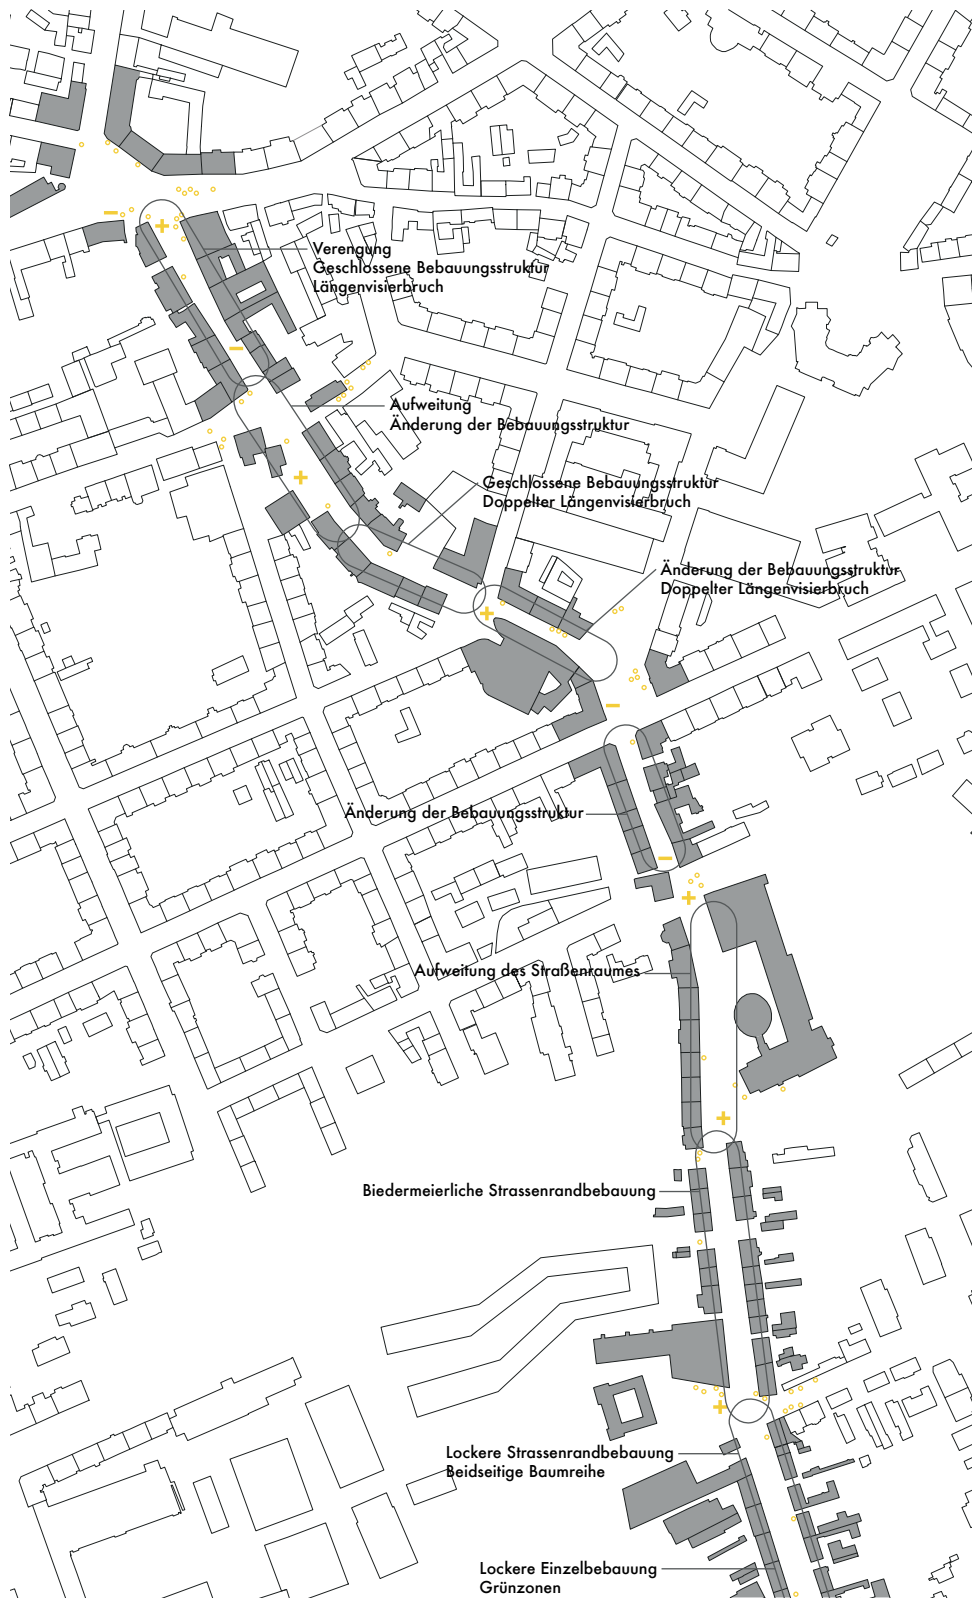 Verengung
Geschlossene Bebauungsstruktur
Längenvisierbruch
Aufweitung
Änderung der Bebauungsstruktur
Geschlossene Bebauungsstruktur
Doppelter Längenvisierbruch
Änderung der Bebauungsstruktur
Doppelter Längenvisierbruch
Änderung der Bebauungsstruktur
Aufweitung des Straßenraumes
Biedermeierliche Strassenrandbebauung
Lockere Strassenrandbebauung
Beidseitige Baumreihe
Lockere Einzelbebauung
Grünzonen